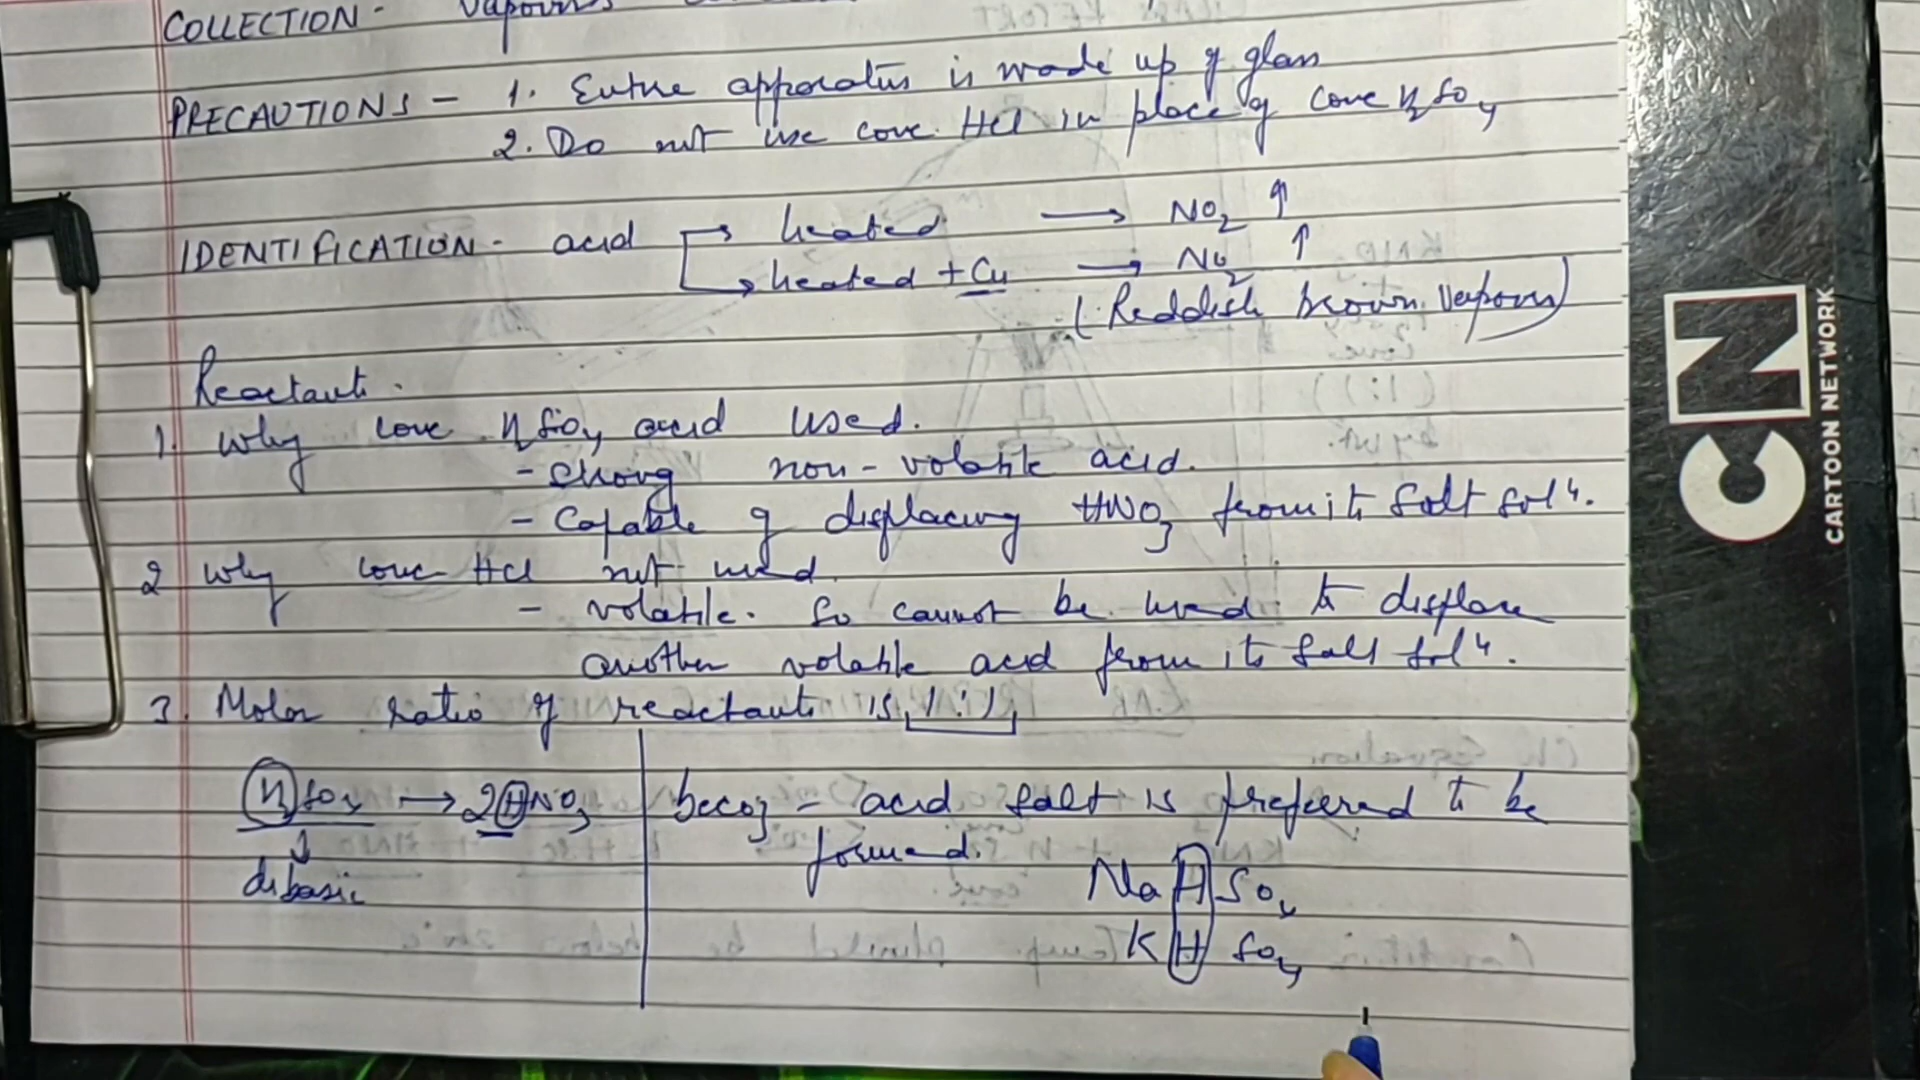 COLLECTION - Vapours
PRECAUTIONS - 1. Entire apparatus is made up of glass
2. Do not use conc. HCl in place of conc H2SO4
IDENTIFICATION - acid → heated → NO2 ↑
→ heated + Cu → NO2 ↑
(Reddish brown vapours)
Reactants.
1. Why conc H2SO4 acid used.
- Strong non-volatile acid.
- Capable of displacing HNO3 from its salt soln.
2 Why conc HCl not used.
- volatile. So cannot be used to displace
another volatile acid from its salt soln.
3. Molar ratio of reactants is 1:1,
H2SO4 → 2HNO3
↓
dibasic
becoz - acid salt is preferred to be
formed.
NaHSO4
KHSO4
CN
CARTOON NETWORK